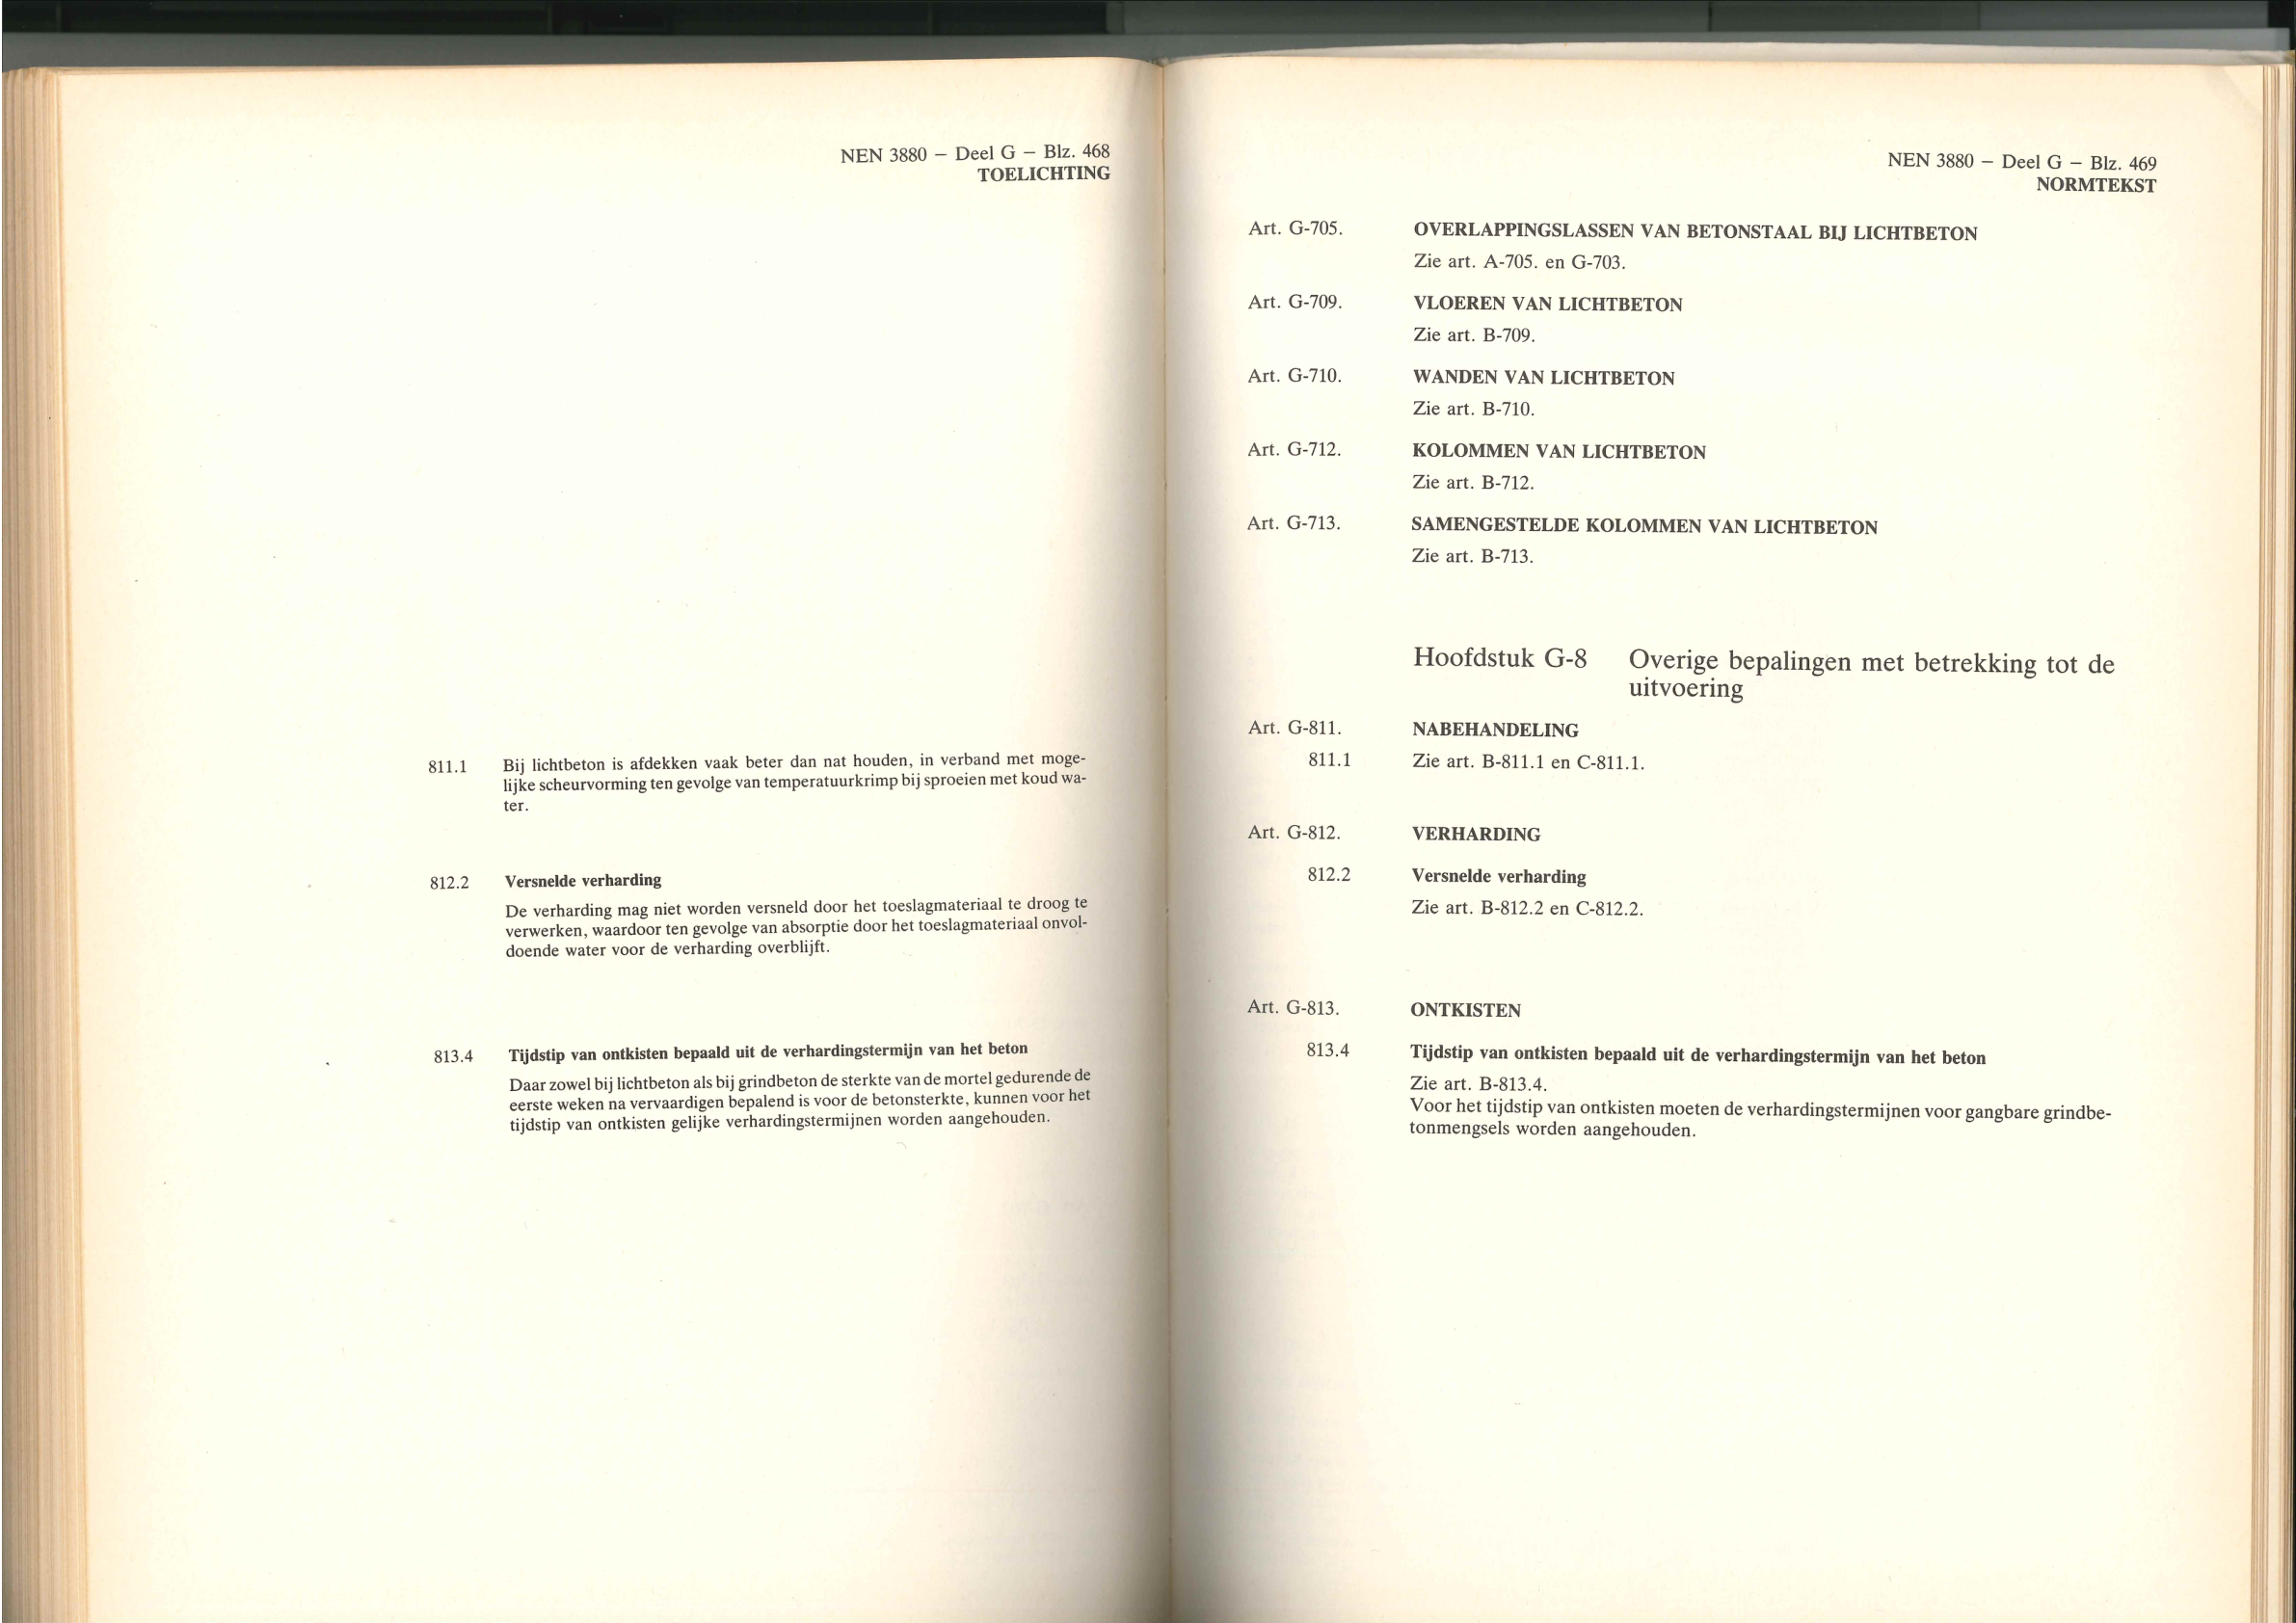 NEN 3880 — Deel G — Blz. 468
TOELICHTING
811.1 Bij lichtbeton is afdekken vaak beter dan nat houden, in verband met moge-
lijke scheurvorming ten gevolge van temperatuurkrimp bij sproeien met koud wa-
ter.
812.2 Versnelde verharding
De verharding mag niet worden versneld door het toeslagmateriaal te droog te
verwerken, waardoor ten gevolge van absorptie door het toeslagmateriaal onvol-
doende water voor de verharding overblijft.
813.4 Tijdstip van ontkisten bepaald uit de verhardingstermijn van het beton
Daar zowel bij lichtbeton als bij grindbeton de sterkte van de mortel gedurende de
eerste weken na vervaardigen bepalend is voor de betonsterkte, kunnen voor het
tijdstip van ontkisten gelijke verhardingstermijnen worden aangehouden.
NEN 3880 — Deel G — Blz. 469
NORMTEKST
Art. G-705. OVERLAPPINGSLASSEN VAN BETONSTAAL BIJ LICHTBETON
Zie art. A-705. en G-703.
Art. G-709. VLOEREN VAN LICHTBETON
Zie art. B-709.
Art. G-710. WANDEN VAN LICHTBETON
Zie art. B-710.
Art. G-712. KOLOMMEN VAN LICHTBETON
Zie art. B-712.
Art. G-713. SAMENGESTELDE KOLOMMEN VAN LICHTBETON
Zie art. B-713.
Hoofdstuk G-8 Overige bepalingen met betrekking tot de
uitvoering
Art. G-811. NABEHANDELING
811.1 Zie art. B-811.1 en C-811.1.
Art. G-812. VERHARDING
812.2 Versnelde verharding
Zie art. B-812.2 en C-812.2.
Art. G-813. ONTKISTEN
813.4 Tijdstip van ontkisten bepaald uit de verhardingstermijn van het beton
Zie art. B-813.4.
Voor het tijdstip van ontkisten moeten de verhardingstermijnen voor gangbare grindbe-
tonmengsels worden aangehouden.